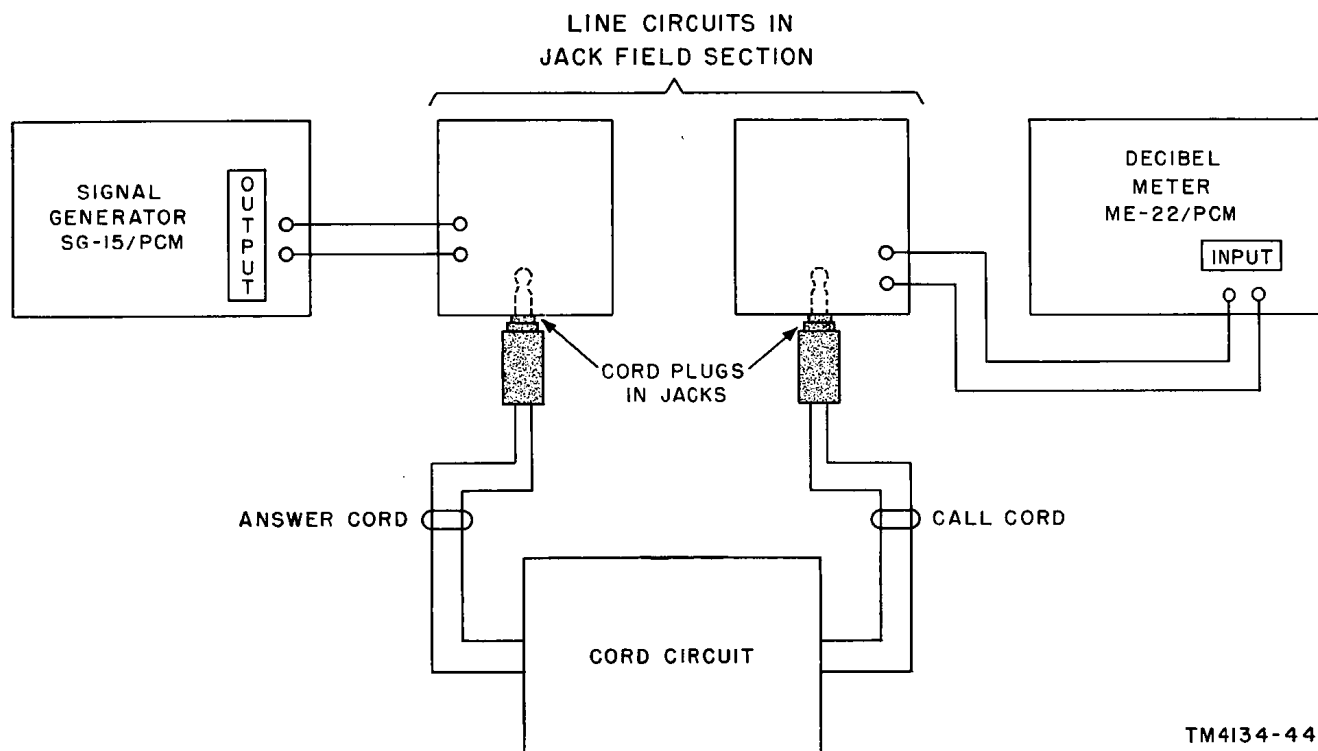 LINE CIRCUITS IN
JACK FIELD SECTION
SIGNAL
GENERATOR
SG-15/PCM
OUTPUT
DECIBEL
METER
ME-22/PCM
INPUT
CORD PLUGS
IN JACKS
ANSWER CORD
CALL CORD
CORD CIRCUIT
TM4134-44